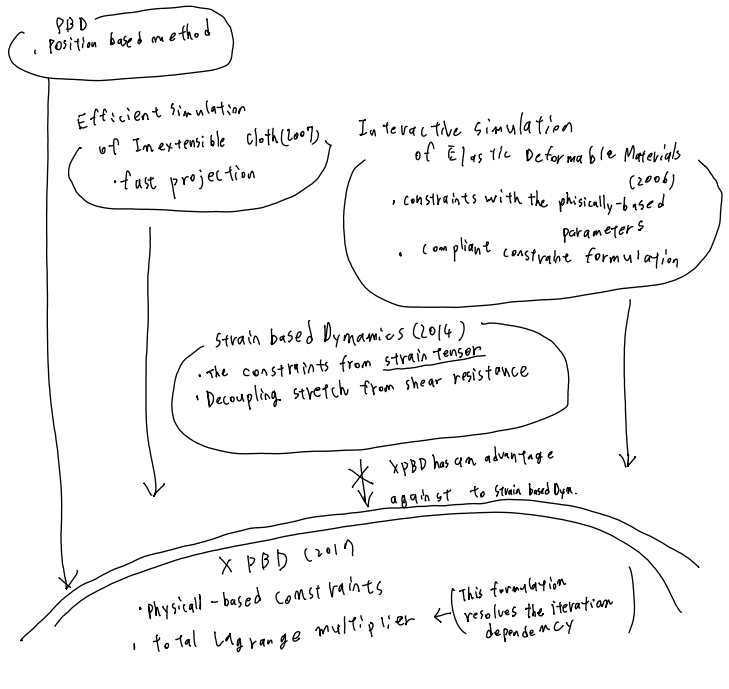 PBD
・Position based method
Efficient simulation
of Inextensible Cloth(2007)
・fast projection
Interactive simulation
of Elastic Deformable Materials
(2006)
・constraints with the phisically-based
parameters
・compliant constraint formulation
Strain based Dynamics (2014)
・The constraints from strain tensor
・Decoupling stretch from shear resistance
XPBD has an advantage
against to strain based Dyn.
XPBD (2017
・physicall-based constraints
・total Lagrange multiplier ← (This formulation
resolves the iteration
dependency)